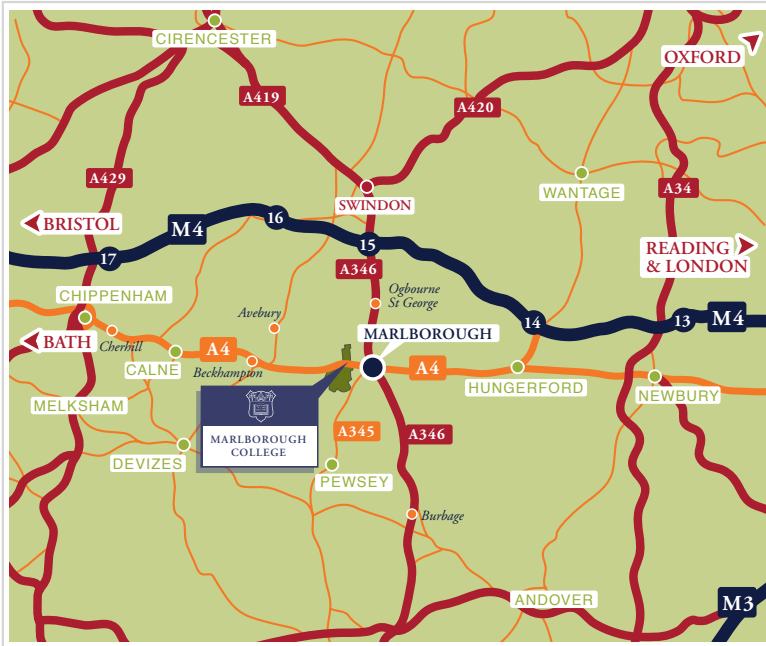 CIRENCESTER
OXFORD
A419
A420
A429
WANTAGE
A34
SWINDON
BRISTOL
M4
16
15
17
READING
& LONDON
A346
CHIPPENHAM
Ogbourne
St George
Avebury
14
13
M4
MARLBOROUGH
BATH
Cherhill
A4
CALNE
Beckhampton
A4
HUNGERFORD
NEWBURY
MELKSHAM
MARLBOROUGH
COLLEGE
A345
A346
DEVIZES
PEWSEY
Burbage
ANDOVER
M3